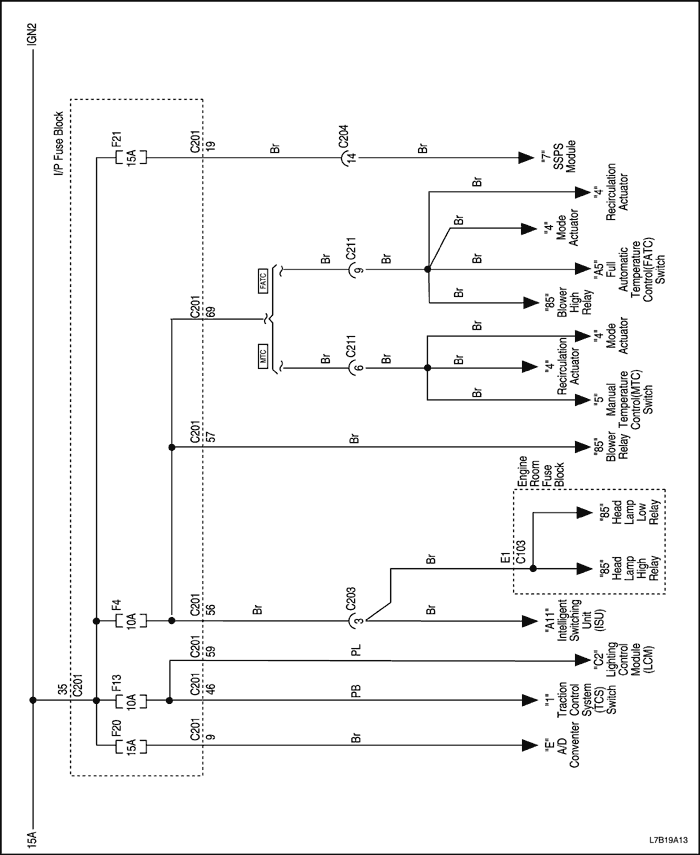 IGN2
15A
I/P Fuse Block
35
C201
F21
15A
C201
19
Br
C204
14
Br
"7"
SSPS
Module
C201
69
FATC
Br
C211
9
Br
Br
"4"
Recirculation
Actuator
Br
"4"
Mode
Actuator
Br
"A5"
Full
Automatic
Temperature
Control(FATC)
Switch
Br
"85"
Blower
High
Relay
MTC
Br
C211
6
Br
Br
"4"
Mode
Actuator
Br
"4"
Recirculation
Actuator
Br
"5"
Manual
Temperature
Control(MTC)
Switch
C201
57
Br
"85"
Blower
Relay
Engine
Room
Fuse
Block
E1
C103
"85"
Head
Lamp
Low
Relay
"85"
Head
Lamp
High
Relay
Br
F4
10A
C201
56
Br
C203
3
Br
"A11"
Intelligent
Switching
Unit
(ISU)
C201
59
PL
"C2"
Lighting
Control
Module
(LCM)
F13
10A
C201
46
PB
"1"
Traction
Control
System
(TCS)
Switch
F20
15A
C201
9
Br
"E"
A/D
Conventer
L7B19A13